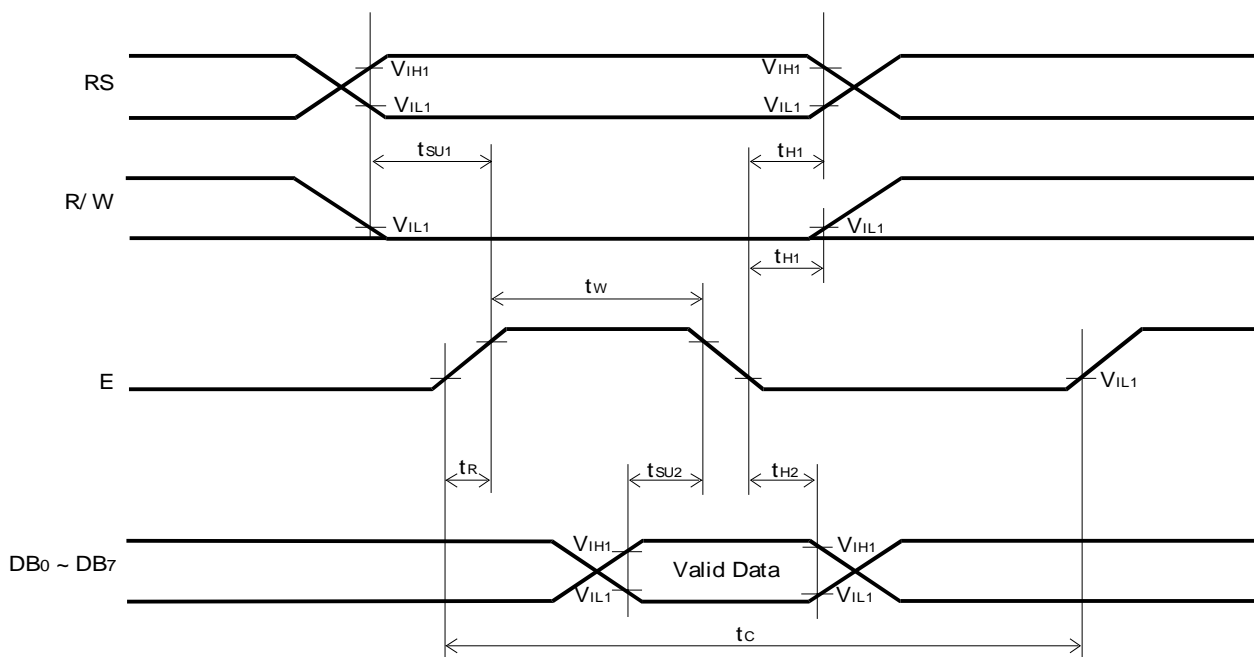 RS
VIH1
VIH1
VIL1
VIL1
tSU1
tH1
R/ W
VIL1
VIL1
tH1
tW
E
VIL1
tR
tSU2
tH2
DB0 ~ DB7
VIH1
VIH1
Valid Data
VIL1
VIL1
tC